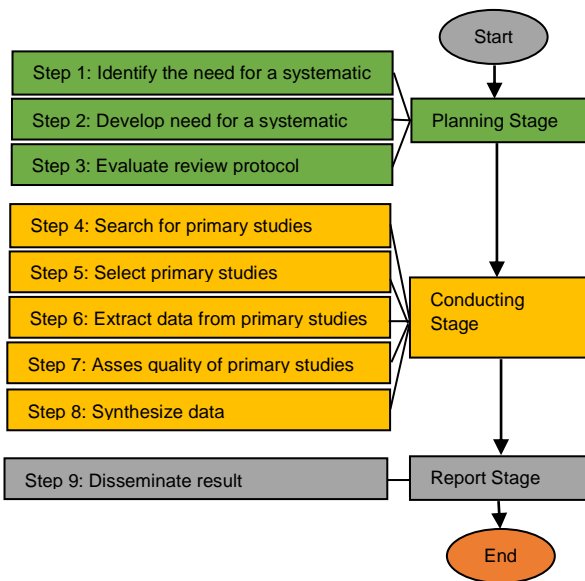 Start
Step 1: Identify the need for a systematic
Step 2: Develop need for a systematic
Step 3: Evaluate review protocol
Planning Stage
Step 4: Search for primary studies
Step 5: Select primary studies
Step 6: Extract data from primary studies
Step 7: Asses quality of primary studies
Step 8: Synthesize data
Conducting
Stage
Step 9: Disseminate result
Report Stage
End